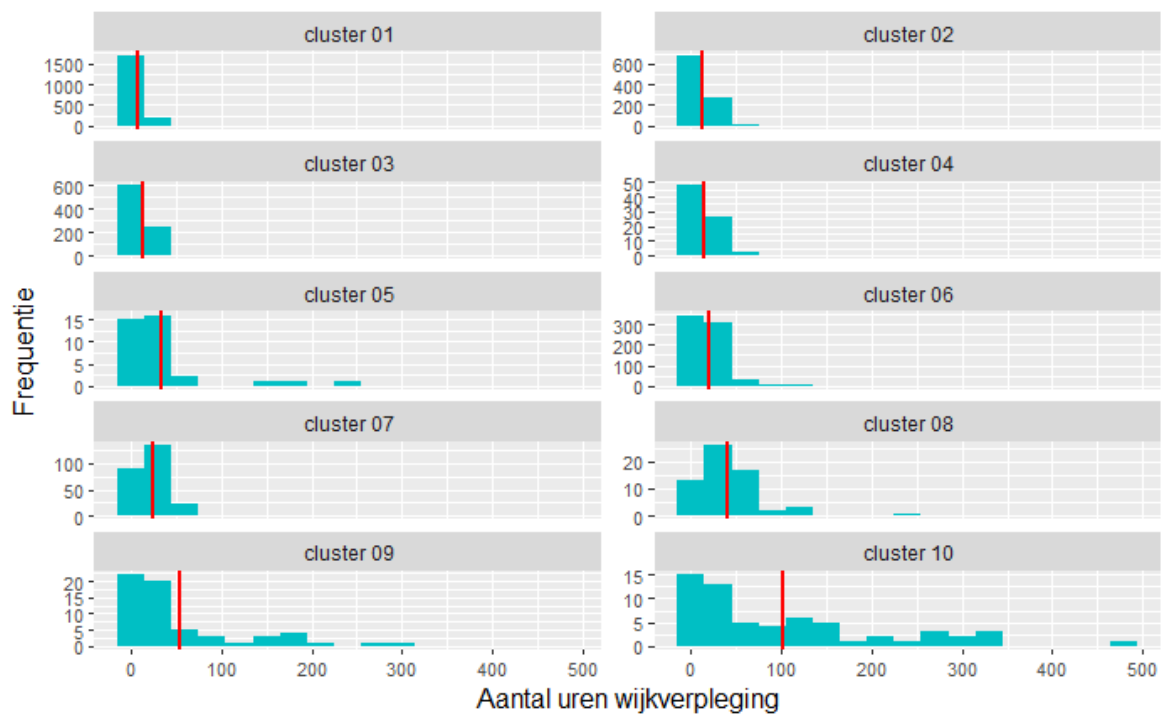 cluster 01
cluster 02
1500
1000
500
0
600
400
200
0
cluster 03
cluster 04
600
400
200
0
50
40
30
20
10
0
cluster 05
cluster 06
15
10
5
0
300
200
100
0
cluster 07
cluster 08
100
50
0
20
10
0
cluster 09
cluster 10
20
15
10
5
0
15
10
5
0
0 100 200 300 400 500
0 100 200 300 400 500
Frequentie
Aantal uren wijkverpleging